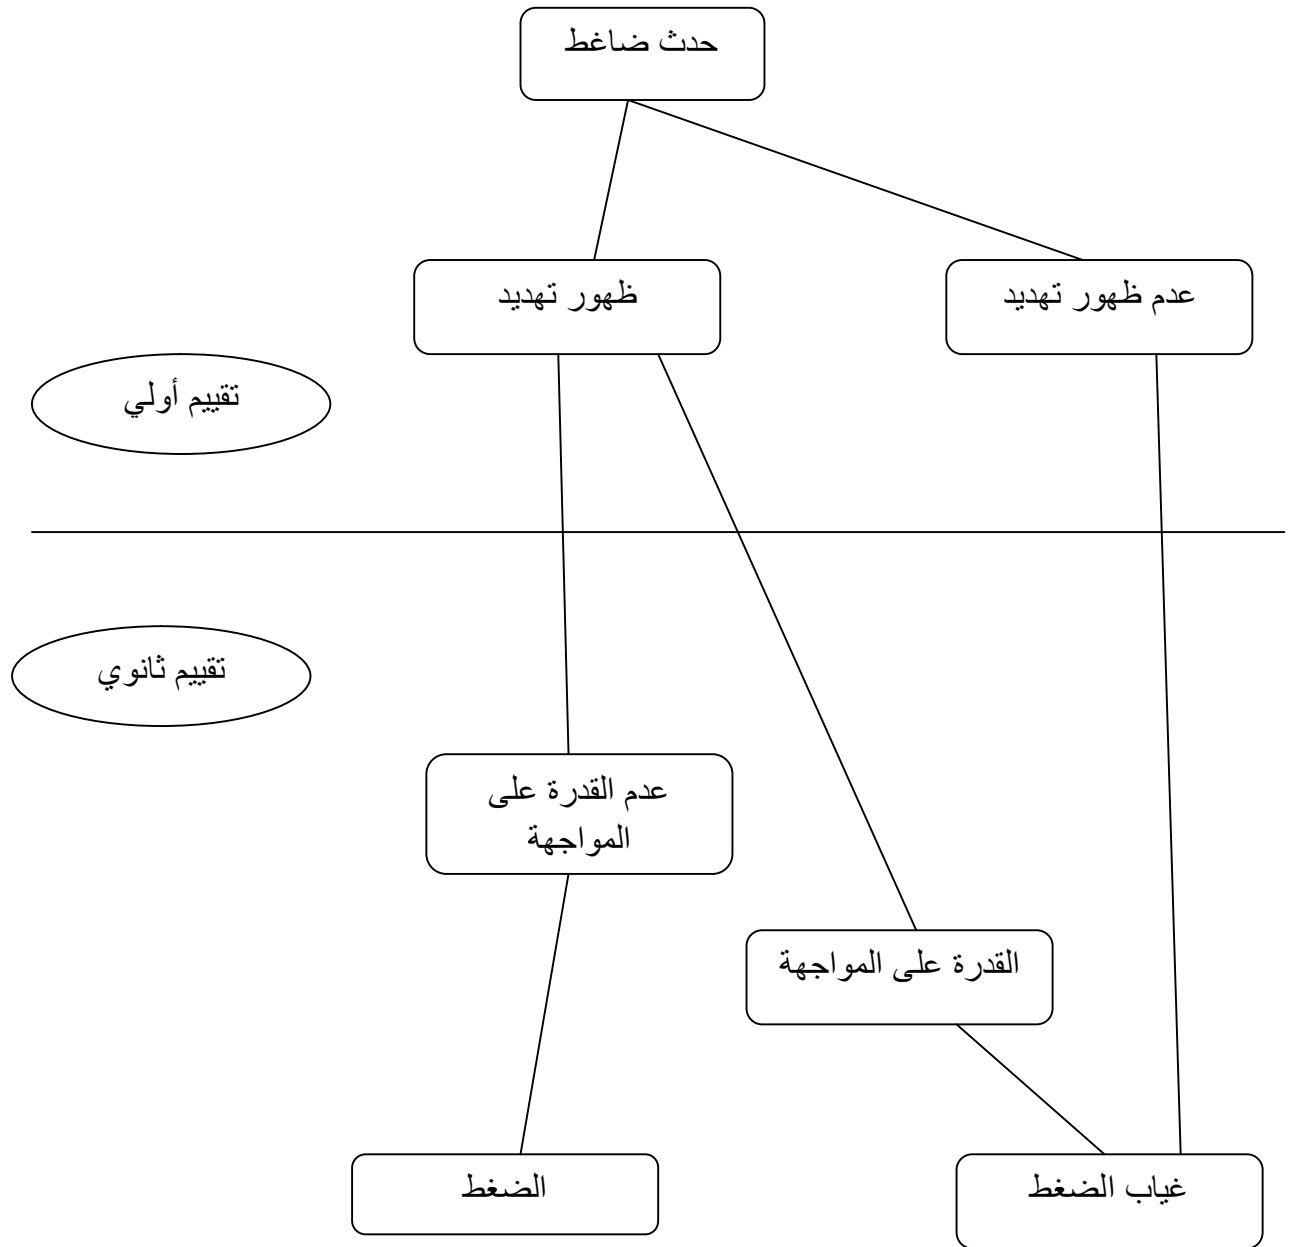 حدث ضاغط
عدم ظهور تهديد
ظهور تهديد
تقييم أولي
تقييم ثانوي
عدم القدرة على
المواجهة
القدرة على المواجهة
غياب الضغط
الضغط